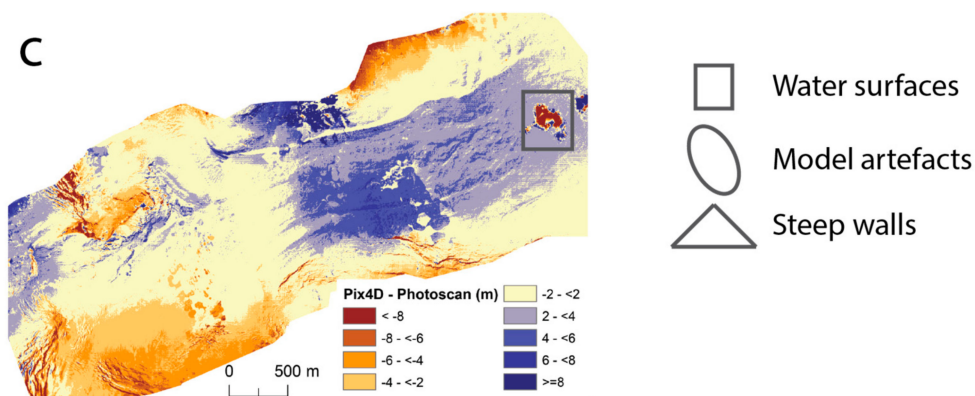 C
Water surfaces
Model artefacts
Steep walls
Pix4D - Photoscan (m)
< -8
-8 - <-6
-6 - <-4
-4 - <-2
-2 - <2
2 - <4
4 - <6
6 - <8
>=8
0 500 m